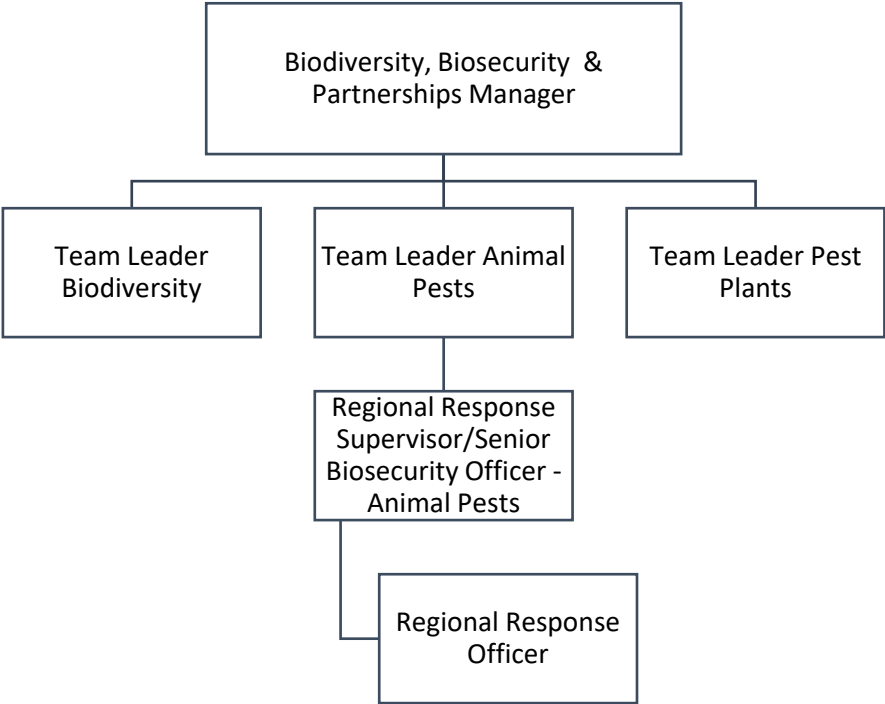 Biodiversity, Biosecurity &
Partnerships Manager
Team Leader
Biodiversity
Team Leader Animal
Pests
Team Leader Pest
Plants
Regional Response
Supervisor/Senior
Biosecurity Officer -
Animal Pests
Regional Response
Officer